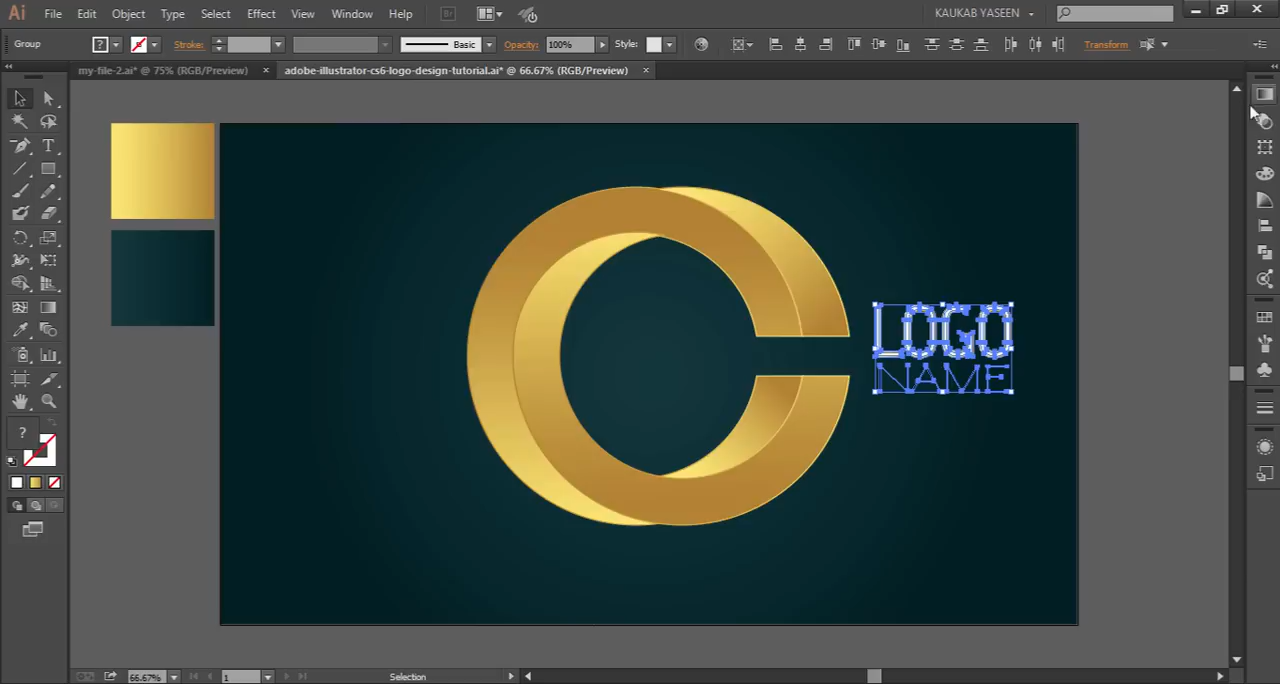 Ai File Edit Object Type Select Effect View Window Help Br KAUKAB YASEEN
Group ? Stroke: Basic Opacity: 100% Style: Transform
my-file-2.ai* @ 75% (RGB/Preview) × adobe-illustrator-cs6-logo-design-tutorial.ai* @ 66.67% (RGB/Preview) ×
T
LOGO
NAME
?
66.67% 1 Selection